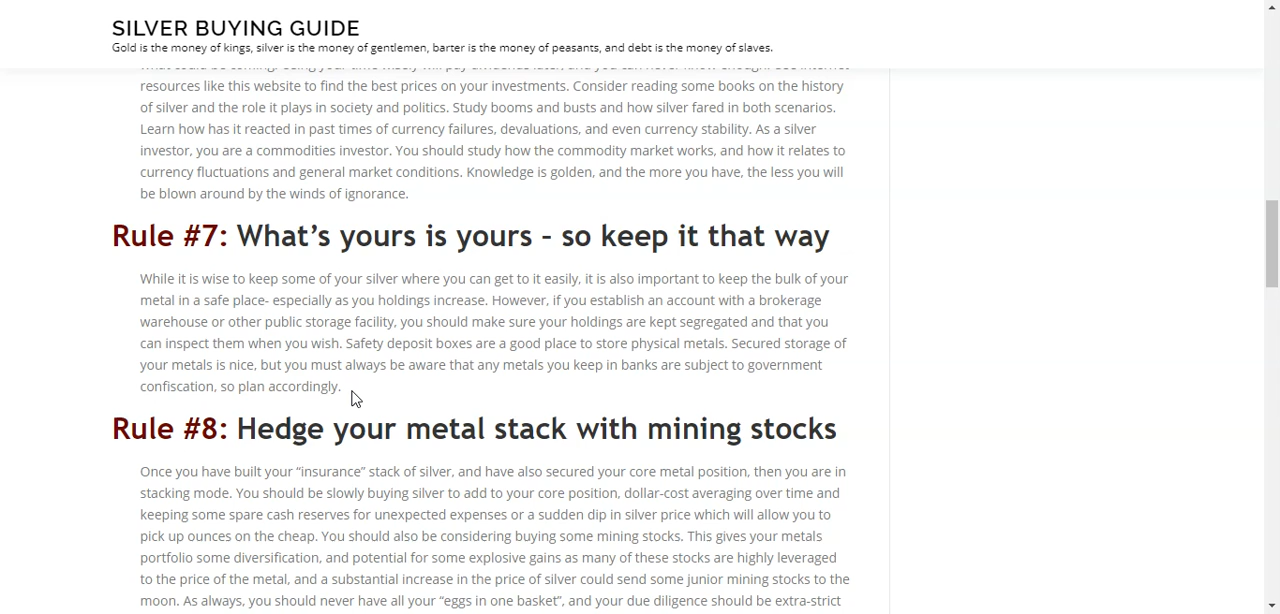 SILVER BUYING GUIDE
Gold is the money of kings, silver is the money of gentlemen, barter is the money of peasants, and debt is the money of slaves.
resources like this website to find the best prices on your investments. Consider reading some books on the history
of silver and the role it plays in society and politics. Study booms and busts and how silver fared in both scenarios.
Learn how has it reacted in past times of currency failures, devaluations, and even currency stability. As a silver
investor, you are a commodities investor. You should study how the commodity market works, and how it relates to
currency fluctuations and general market conditions. Knowledge is golden, and the more you have, the less you will
be blown around by the winds of ignorance.
Rule #7: What’s yours is yours – so keep it that way
While it is wise to keep some of your silver where you can get to it easily, it is also important to keep the bulk of your
metal in a safe place- especially as you holdings increase. However, if you establish an account with a brokerage
warehouse or other public storage facility, you should make sure your holdings are kept segregated and that you
can inspect them when you wish. Safety deposit boxes are a good place to store physical metals. Secured storage of
your metals is nice, but you must always be aware that any metals you keep in banks are subject to government
confiscation, so plan accordingly.
Rule #8: Hedge your metal stack with mining stocks
Once you have built your “insurance” stack of silver, and have also secured your core metal position, then you are in
stacking mode. You should be slowly buying silver to add to your core position, dollar-cost averaging over time and
keeping some spare cash reserves for unexpected expenses or a sudden dip in silver price which will allow you to
pick up ounces on the cheap. You should also be considering buying some mining stocks. This gives your metals
portfolio some diversification, and potential for some explosive gains as many of these stocks are highly leveraged
to the price of the metal, and a substantial increase in the price of silver could send some junior mining stocks to the
moon. As always, you should never have all your “eggs in one basket”, and your due diligence should be extra-strict